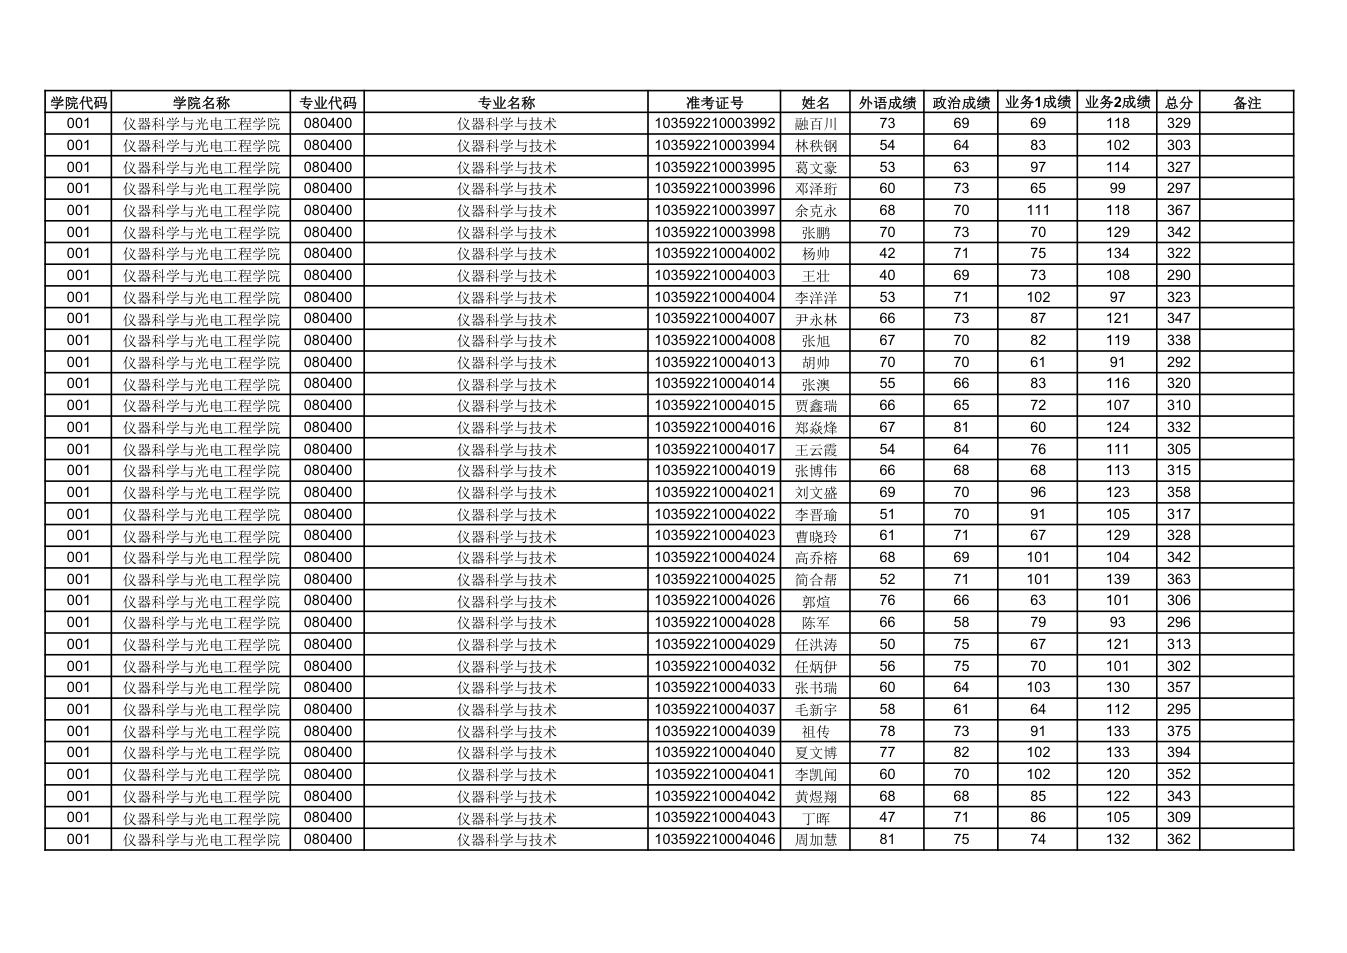 学院代码 学院名称 专业代码 专业名称 准考证号 姓名 外语成绩 政治成绩 业务1成绩 业务2成绩 总分 备注
001 仪器科学与光电工程学院 080400 仪器科学与技术 103592210003992 融百川 73 69 69 118 329
001 仪器科学与光电工程学院 080400 仪器科学与技术 103592210003994 林秩钢 54 64 83 102 303
001 仪器科学与光电工程学院 080400 仪器科学与技术 103592210003995 葛文豪 53 63 97 114 327
001 仪器科学与光电工程学院 080400 仪器科学与技术 103592210003996 邓泽珩 60 73 65 99 297
001 仪器科学与光电工程学院 080400 仪器科学与技术 103592210003997 余克永 68 70 111 118 367
001 仪器科学与光电工程学院 080400 仪器科学与技术 103592210003998 张鹏 70 73 70 129 342
001 仪器科学与光电工程学院 080400 仪器科学与技术 103592210004002 杨帅 42 71 75 134 322
001 仪器科学与光电工程学院 080400 仪器科学与技术 103592210004003 王壮 40 69 73 108 290
001 仪器科学与光电工程学院 080400 仪器科学与技术 103592210004004 李洋洋 53 71 102 97 323
001 仪器科学与光电工程学院 080400 仪器科学与技术 103592210004007 尹永林 66 73 87 121 347
001 仪器科学与光电工程学院 080400 仪器科学与技术 103592210004008 张旭 67 70 82 119 338
001 仪器科学与光电工程学院 080400 仪器科学与技术 103592210004013 胡帅 70 70 61 91 292
001 仪器科学与光电工程学院 080400 仪器科学与技术 103592210004014 张澳 55 66 83 116 320
001 仪器科学与光电工程学院 080400 仪器科学与技术 103592210004015 贾鑫瑞 66 65 72 107 310
001 仪器科学与光电工程学院 080400 仪器科学与技术 103592210004016 郑焱烽 67 81 60 124 332
001 仪器科学与光电工程学院 080400 仪器科学与技术 103592210004017 王云霞 54 64 76 111 305
001 仪器科学与光电工程学院 080400 仪器科学与技术 103592210004019 张博伟 66 68 68 113 315
001 仪器科学与光电工程学院 080400 仪器科学与技术 103592210004021 刘文盛 69 70 96 123 358
001 仪器科学与光电工程学院 080400 仪器科学与技术 103592210004022 李晋瑜 51 70 91 105 317
001 仪器科学与光电工程学院 080400 仪器科学与技术 103592210004023 曹晓玲 61 71 67 129 328
001 仪器科学与光电工程学院 080400 仪器科学与技术 103592210004024 高乔榕 68 69 101 104 342
001 仪器科学与光电工程学院 080400 仪器科学与技术 103592210004025 简合帮 52 71 101 139 363
001 仪器科学与光电工程学院 080400 仪器科学与技术 103592210004026 郭煊 76 66 63 101 306
001 仪器科学与光电工程学院 080400 仪器科学与技术 103592210004028 陈军 66 58 79 93 296
001 仪器科学与光电工程学院 080400 仪器科学与技术 103592210004029 任洪涛 50 75 67 121 313
001 仪器科学与光电工程学院 080400 仪器科学与技术 103592210004032 任炳伊 56 75 70 101 302
001 仪器科学与光电工程学院 080400 仪器科学与技术 103592210004033 张书瑞 60 64 103 130 357
001 仪器科学与光电工程学院 080400 仪器科学与技术 103592210004037 毛新宇 58 61 64 112 295
001 仪器科学与光电工程学院 080400 仪器科学与技术 103592210004039 祖传 78 73 91 133 375
001 仪器科学与光电工程学院 080400 仪器科学与技术 103592210004040 夏文博 77 82 102 133 394
001 仪器科学与光电工程学院 080400 仪器科学与技术 103592210004041 李凯闻 60 70 102 120 352
001 仪器科学与光电工程学院 080400 仪器科学与技术 103592210004042 黄煜翔 68 68 85 122 343
001 仪器科学与光电工程学院 080400 仪器科学与技术 103592210004043 丁晖 47 71 86 105 309
001 仪器科学与光电工程学院 080400 仪器科学与技术 103592210004046 周加慧 81 75 74 132 362